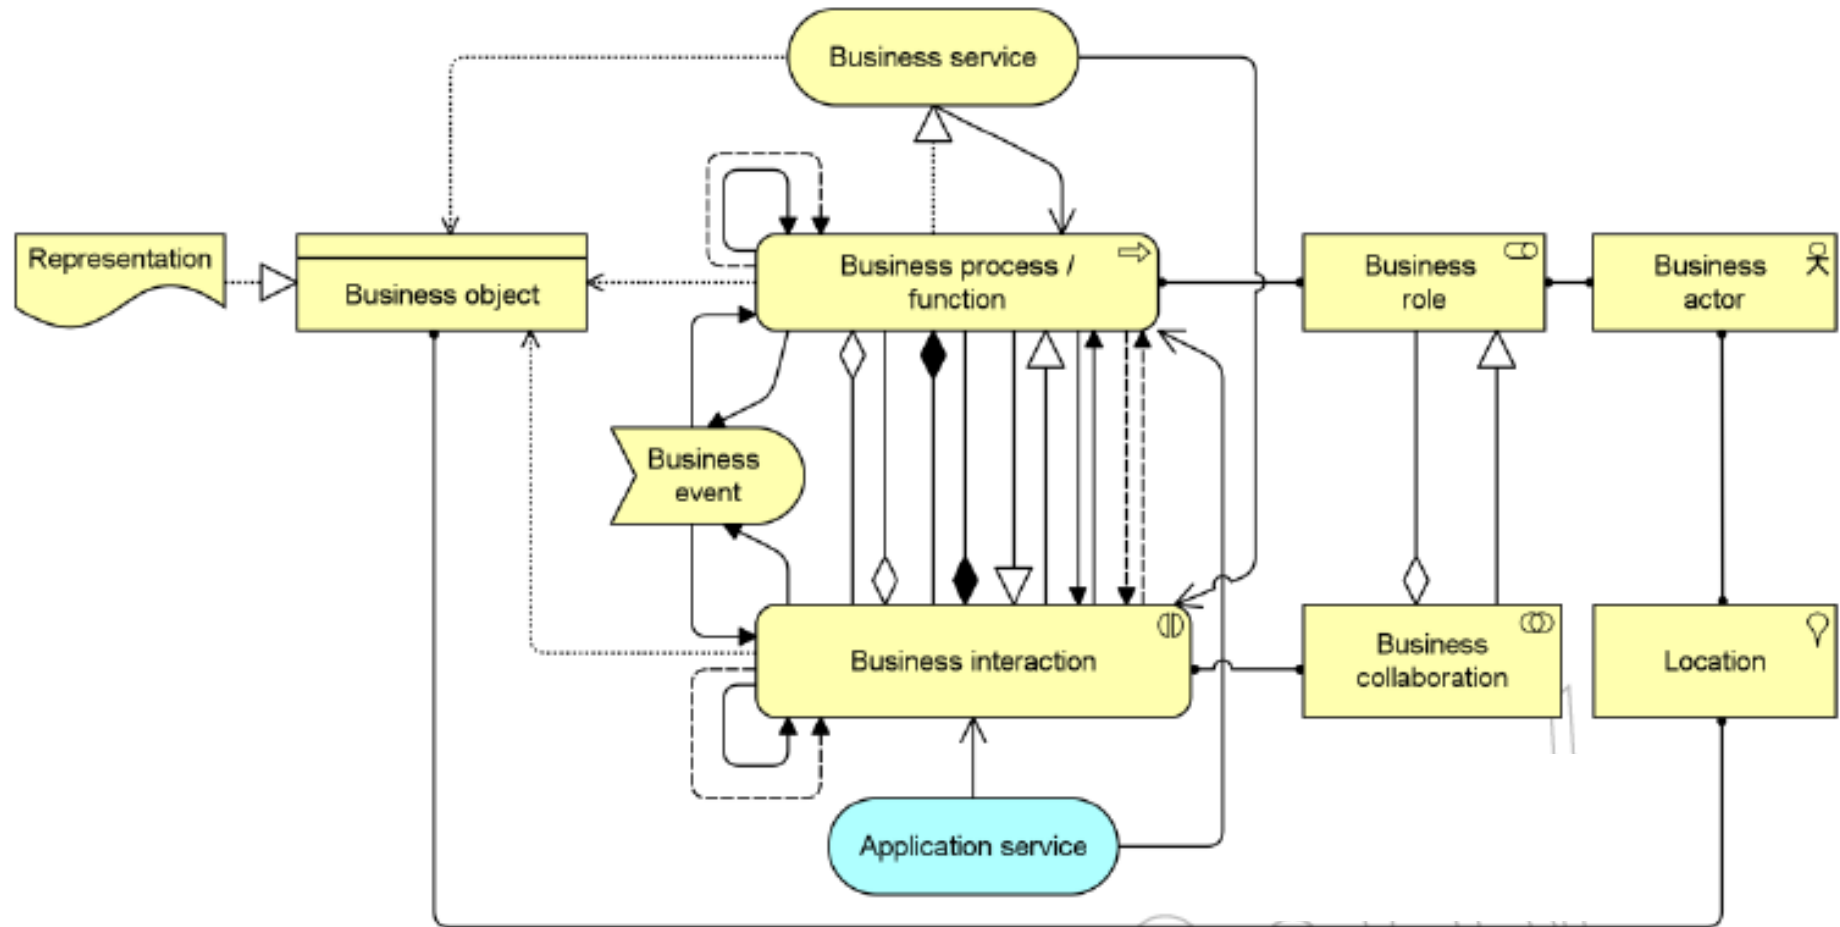 Business service
Representation
Business object
Business process /
function
Business
role
Business
actor
Business
event
Business interaction
Business
collaboration
Location
Application service